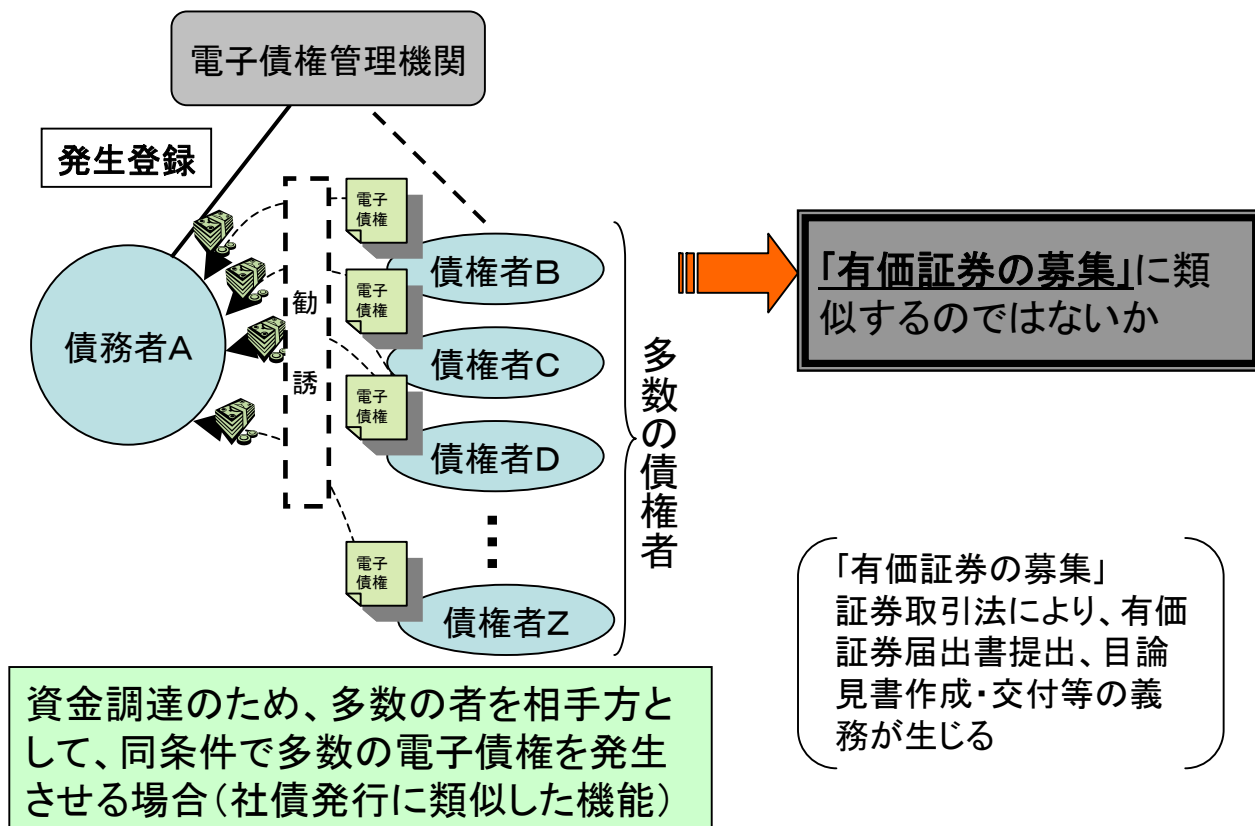 電子債権管理機関
発生登録
電子
債権
債権者B
電子
債権
勧
誘
債務者A
債権者C
電子
債権
債権者D
電子
債権
債権者Z
多数の債権者
「有価証券の募集」に類
似するのではないか
「有価証券の募集」
証券取引法により、有価
証券届出書提出、目論
見書作成・交付等の義
務が生じる
資金調達のため、多数の者を相手方と
して、同条件で多数の電子債権を発生
させる場合(社債発行に類似した機能)